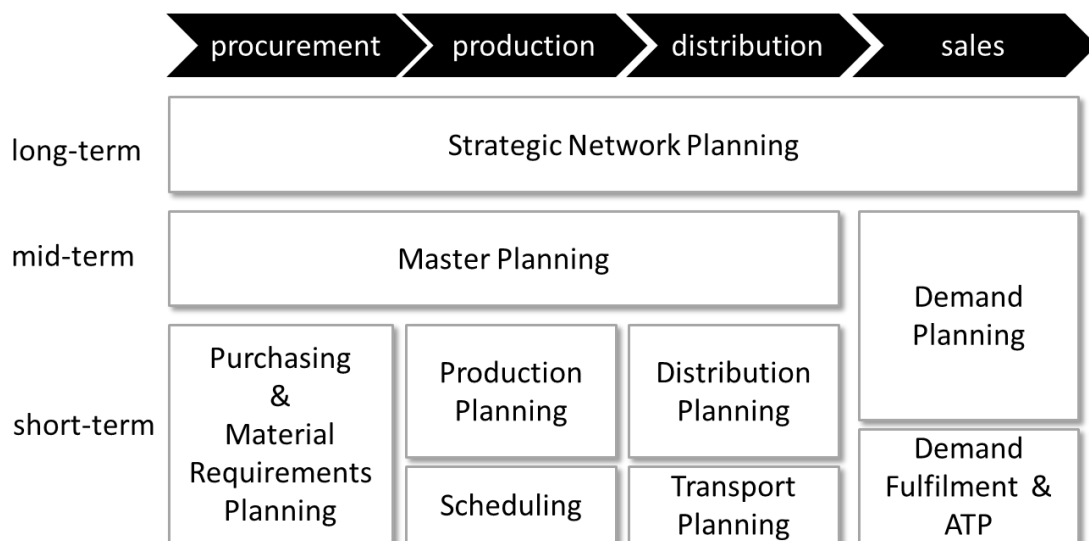 procurement
production
distribution
sales
long-term
Strategic Network Planning
mid-term
Master Planning
Demand
Planning
short-term
Purchasing
&
Material
Requirements
Planning
Production
Planning
Distribution
Planning
Scheduling
Transport
Planning
Demand
Fulfilment & 
ATP